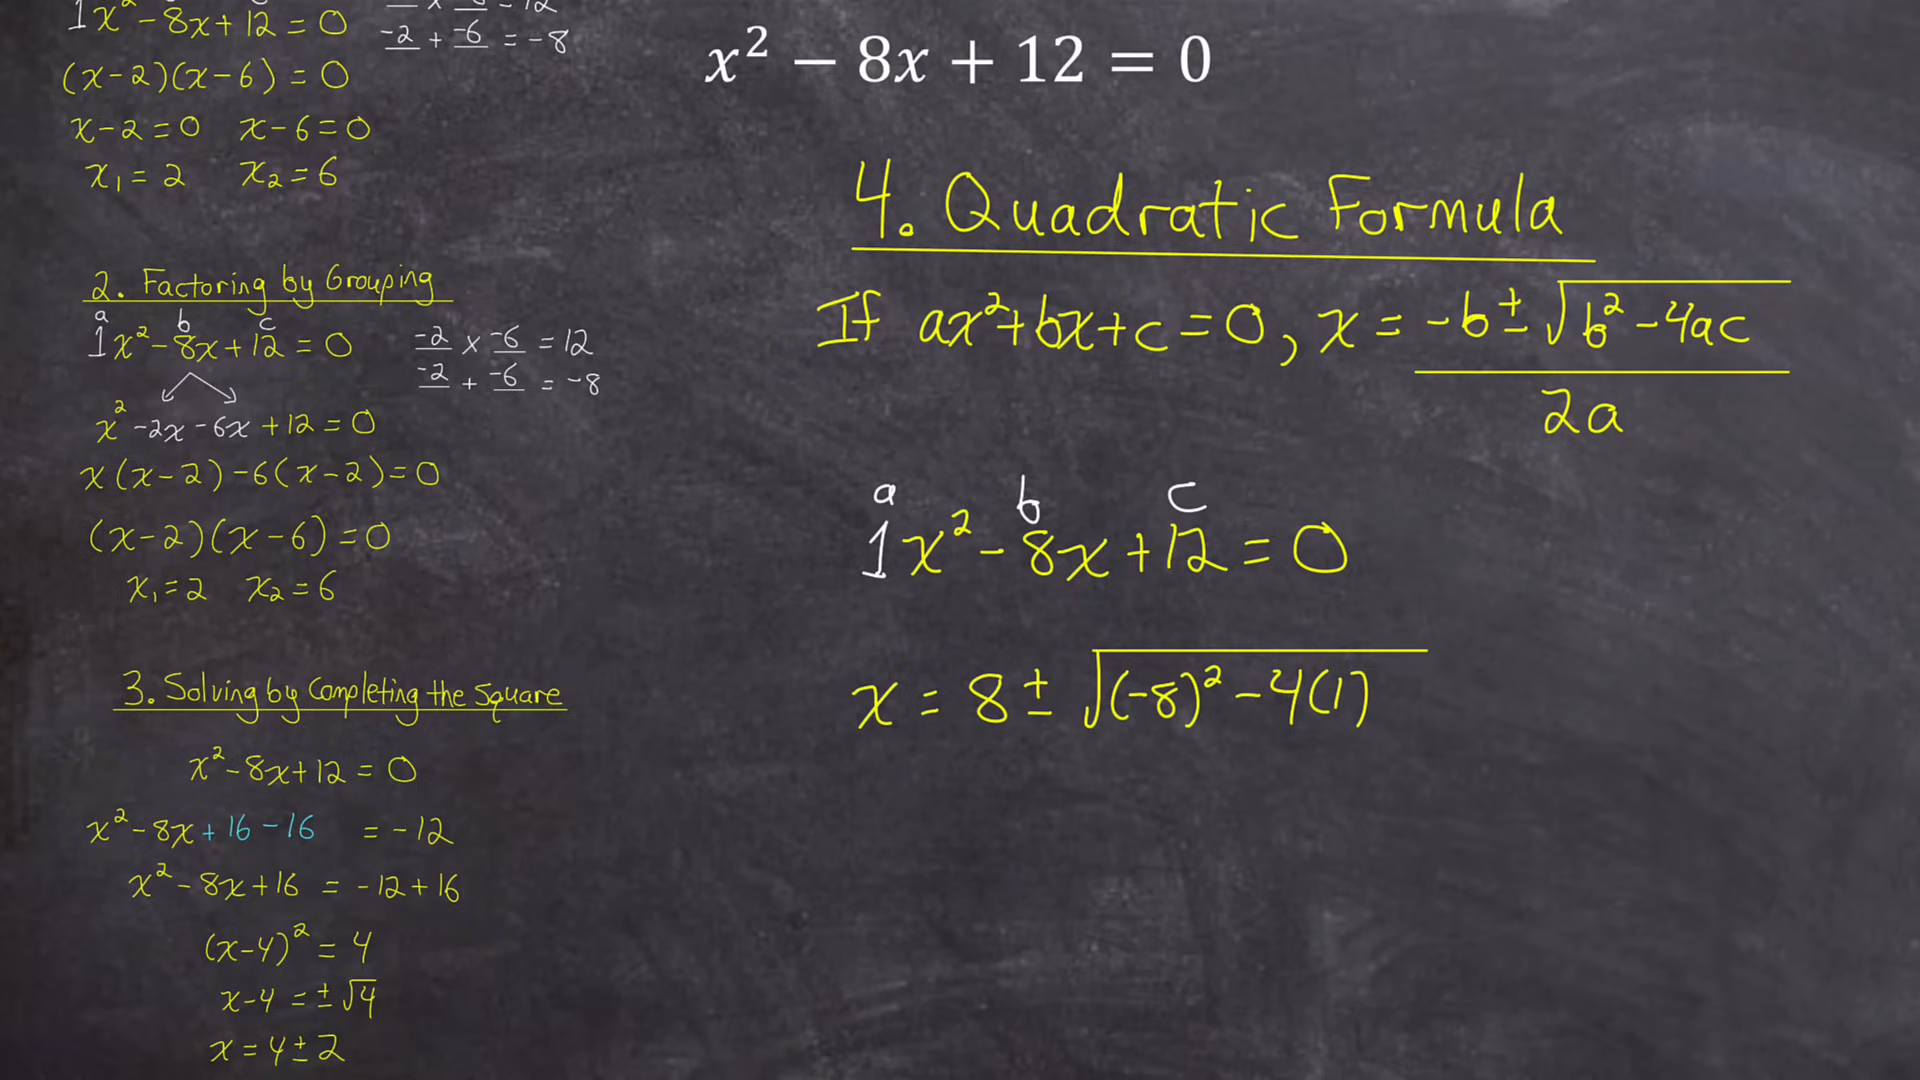 1x² - 8x + 12 = 0
-2 + -6 = -8
(x-2)(x-6) = 0
x-2=0 x-6=0
x₁=2 x₂=6
2. Factoring by Grouping
a b c
1x²-8x+12=0
-2 × -6 = 12
-2 + -6 = -8
x²-2x-6x+12=0
x(x-2)-6(x-2)=0
(x-2)(x-6)=0
x₁=2 x₂=6
3. Solving by Completing the Square
x²-8x+12=0
x²-8x+16-16 = -12
x²-8x+16 = -12+16
(x-4)²=4
x-4=±√4
x=4±2
x² − 8x + 12 = 0
4. Quadratic Formula
If ax²+bx+c=0, x = -b±√b²-4ac
2a
a b c
1x²-8x+12=0
x = 8 ± √(-8)²-4(1)